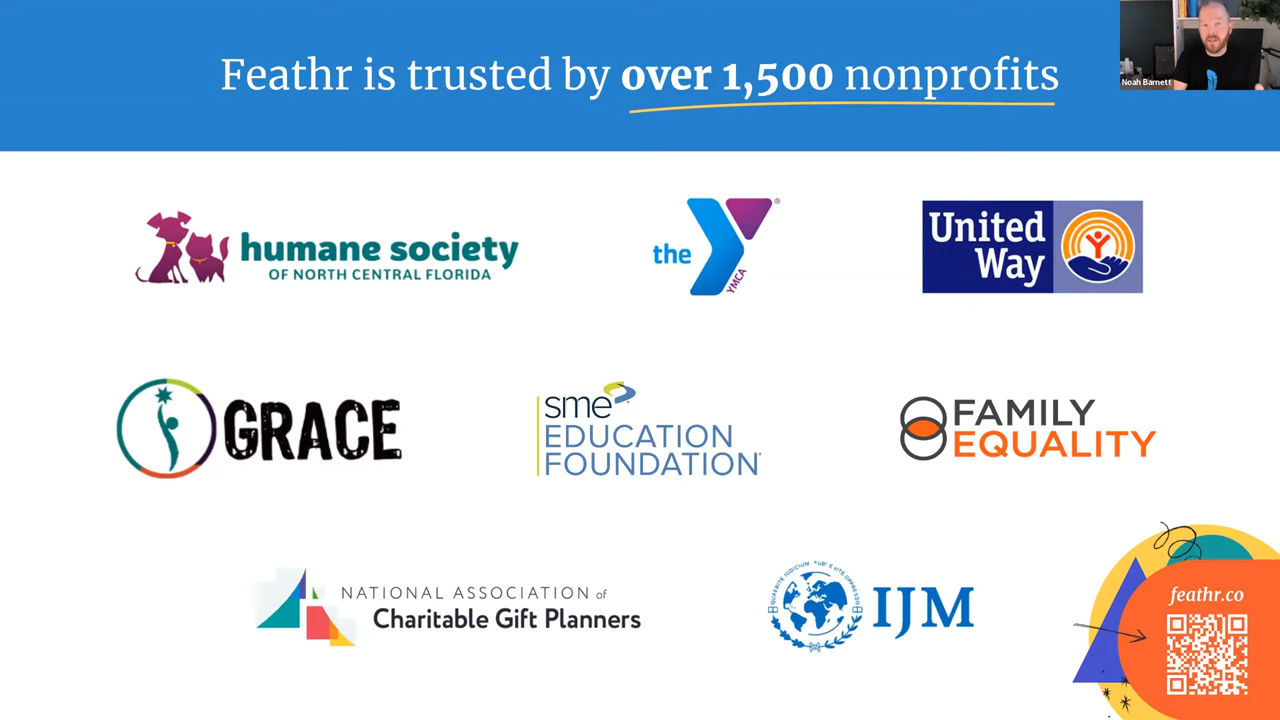 Feathr is trusted by over 1,500 nonprofits
Noah Barnett
humane society
OF NORTH CENTRAL FLORIDA
the
YMCA
®
United
Way
GRACE
sme
EDUCATION
FOUNDATION
FAMILY
EQUALITY
NATIONAL ASSOCIATION of
Charitable Gift Planners
IJM
feathr.co